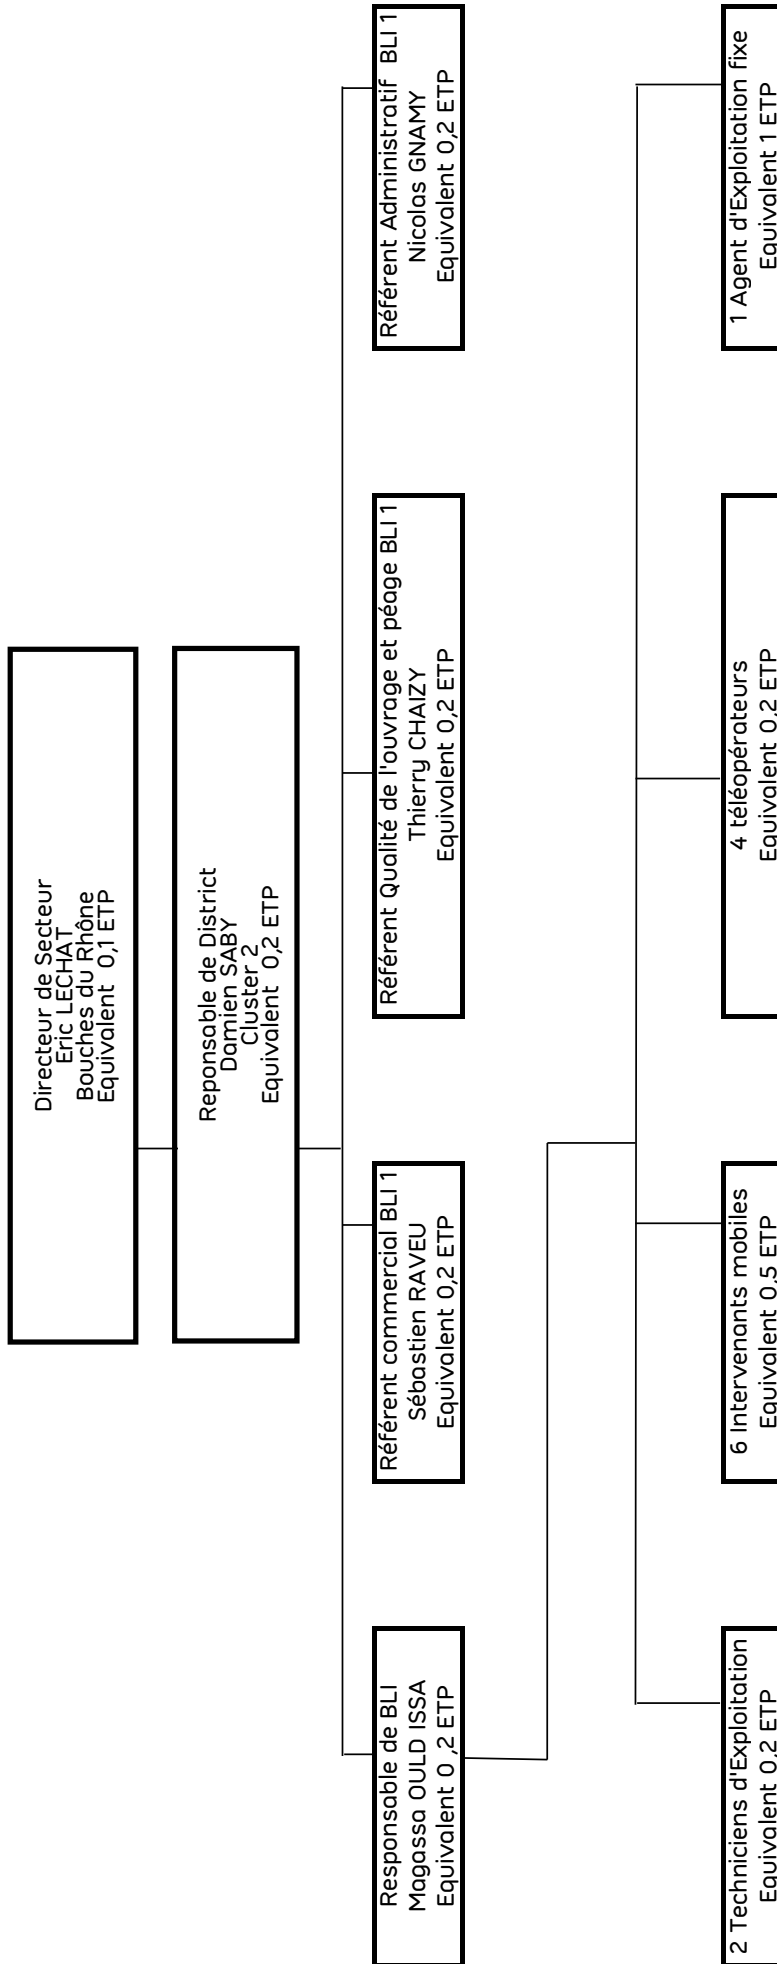 Directeur de Secteur
Eric LECHAT
Bouches du Rhône
Equivalent 0,1 ETP
Reponsable de District
Damien SABY
Cluster 2
Equivalent 0,2 ETP
Responsable de BLI
Magassa OULD ISSA
Equivalent 0 ,2 ETP
Référent commercial BLI 1
Sébastien RAVEU
Equivalent 0,2 ETP
Référent Qualité de l'ouvrage et péage BLI 1
Thierry CHAIZY
Equivalent 0,2 ETP
Référent Administratif BLI 1
Nicolas GNAMY
Equivalent 0,2 ETP
2 Techniciens d'Exploitation
Equivalent 0,2 ETP
6 Intervenants mobiles
Equivalent 0,5 ETP
4 téléopérateurs
Equivalent 0,2 ETP
1 Agent d'Exploitation fixe
Equivalent 1 ETP